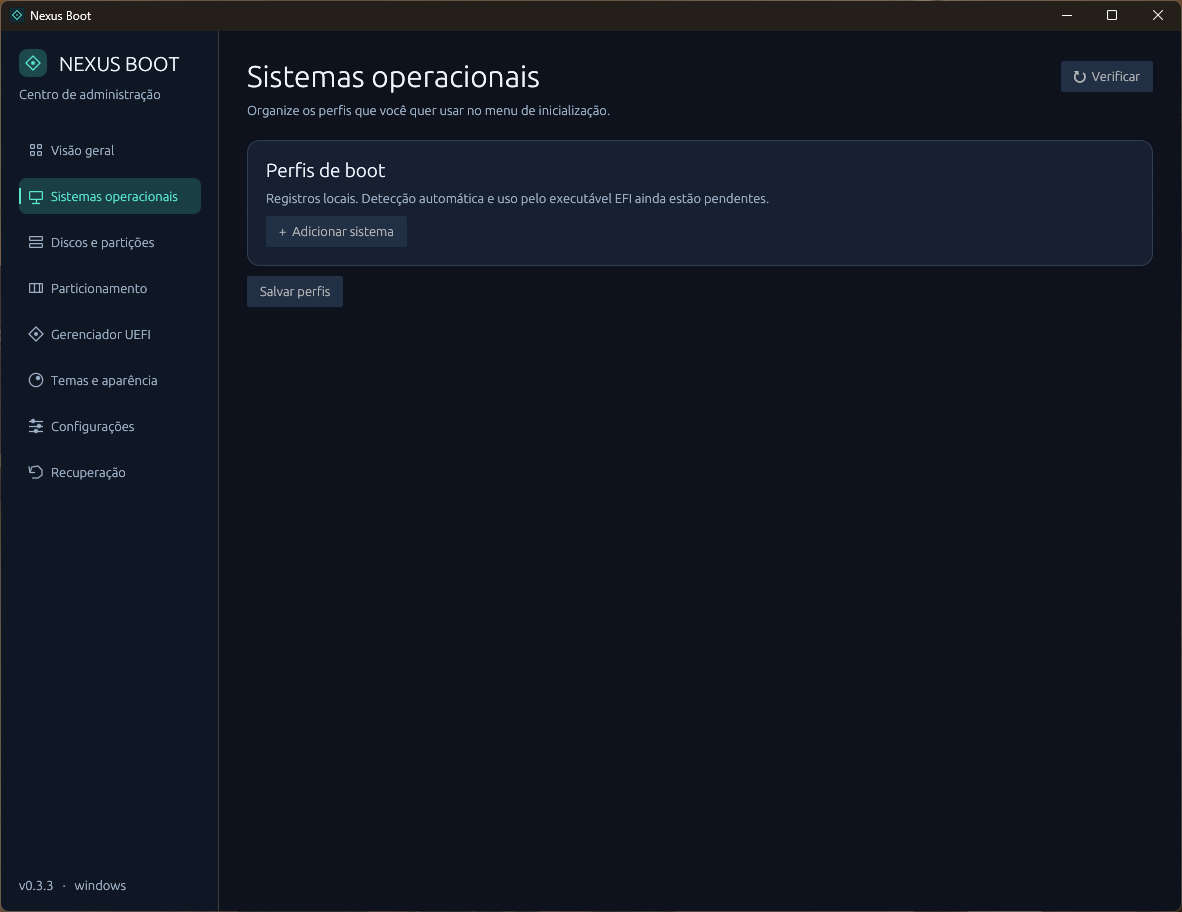 Nexus Boot
NEXUS BOOT
Centro de administração
Visão geral
Sistemas operacionais
Discos e partições
Particionamento
Gerenciador UEFI
Temas e aparência
Configurações
Recuperação
v0.3.3 · windows
Sistemas operacionais
Verificar
Organize os perfis que você quer usar no menu de inicialização.
Perfis de boot
Registros locais. Detecção automática e uso pelo executável EFI ainda estão pendentes.
+ Adicionar sistema
Salvar perfis